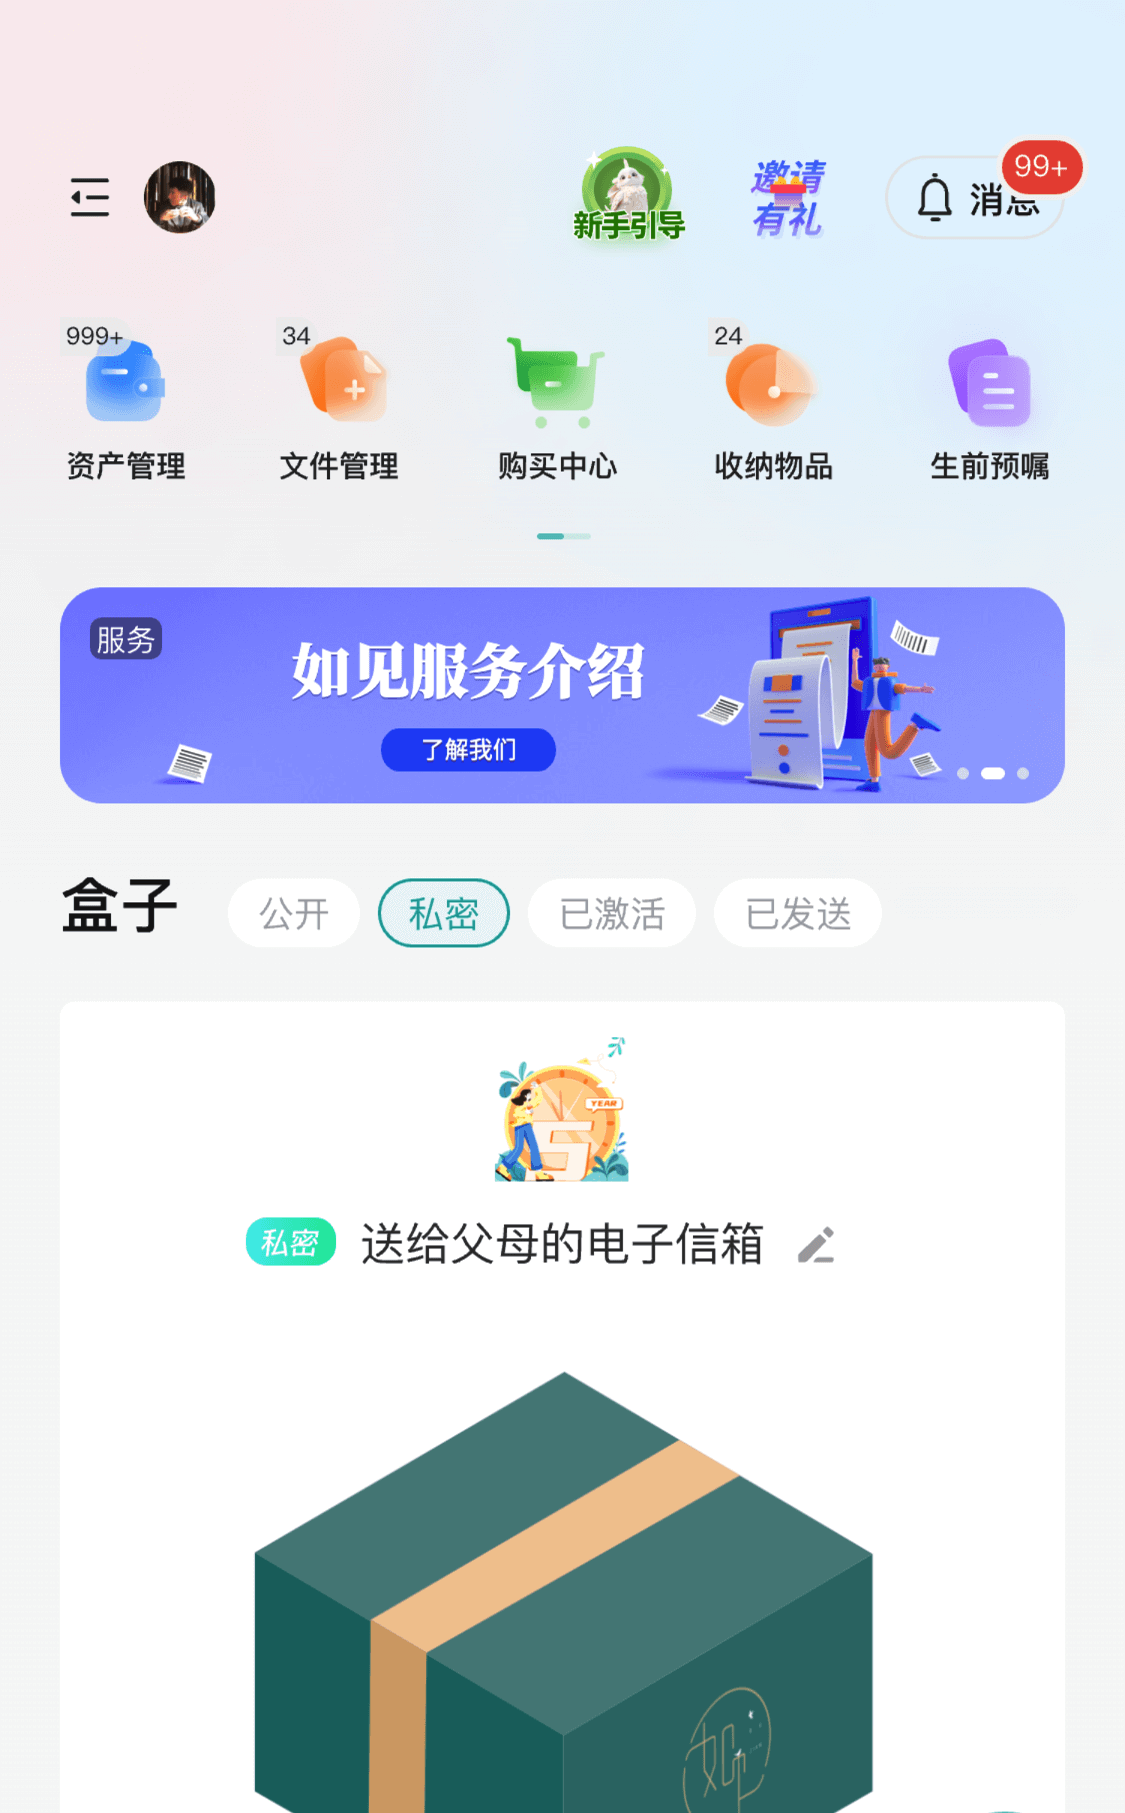 新手引导
邀请
有礼
消息
99+
999+
34
24
资产管理
文件管理
购买中心
收纳物品
生前预嘱
服务
如见服务介绍
了解我们
盒子
公开
私密
已激活
已发送
YEAR
5
私密
送给父母的电子信箱